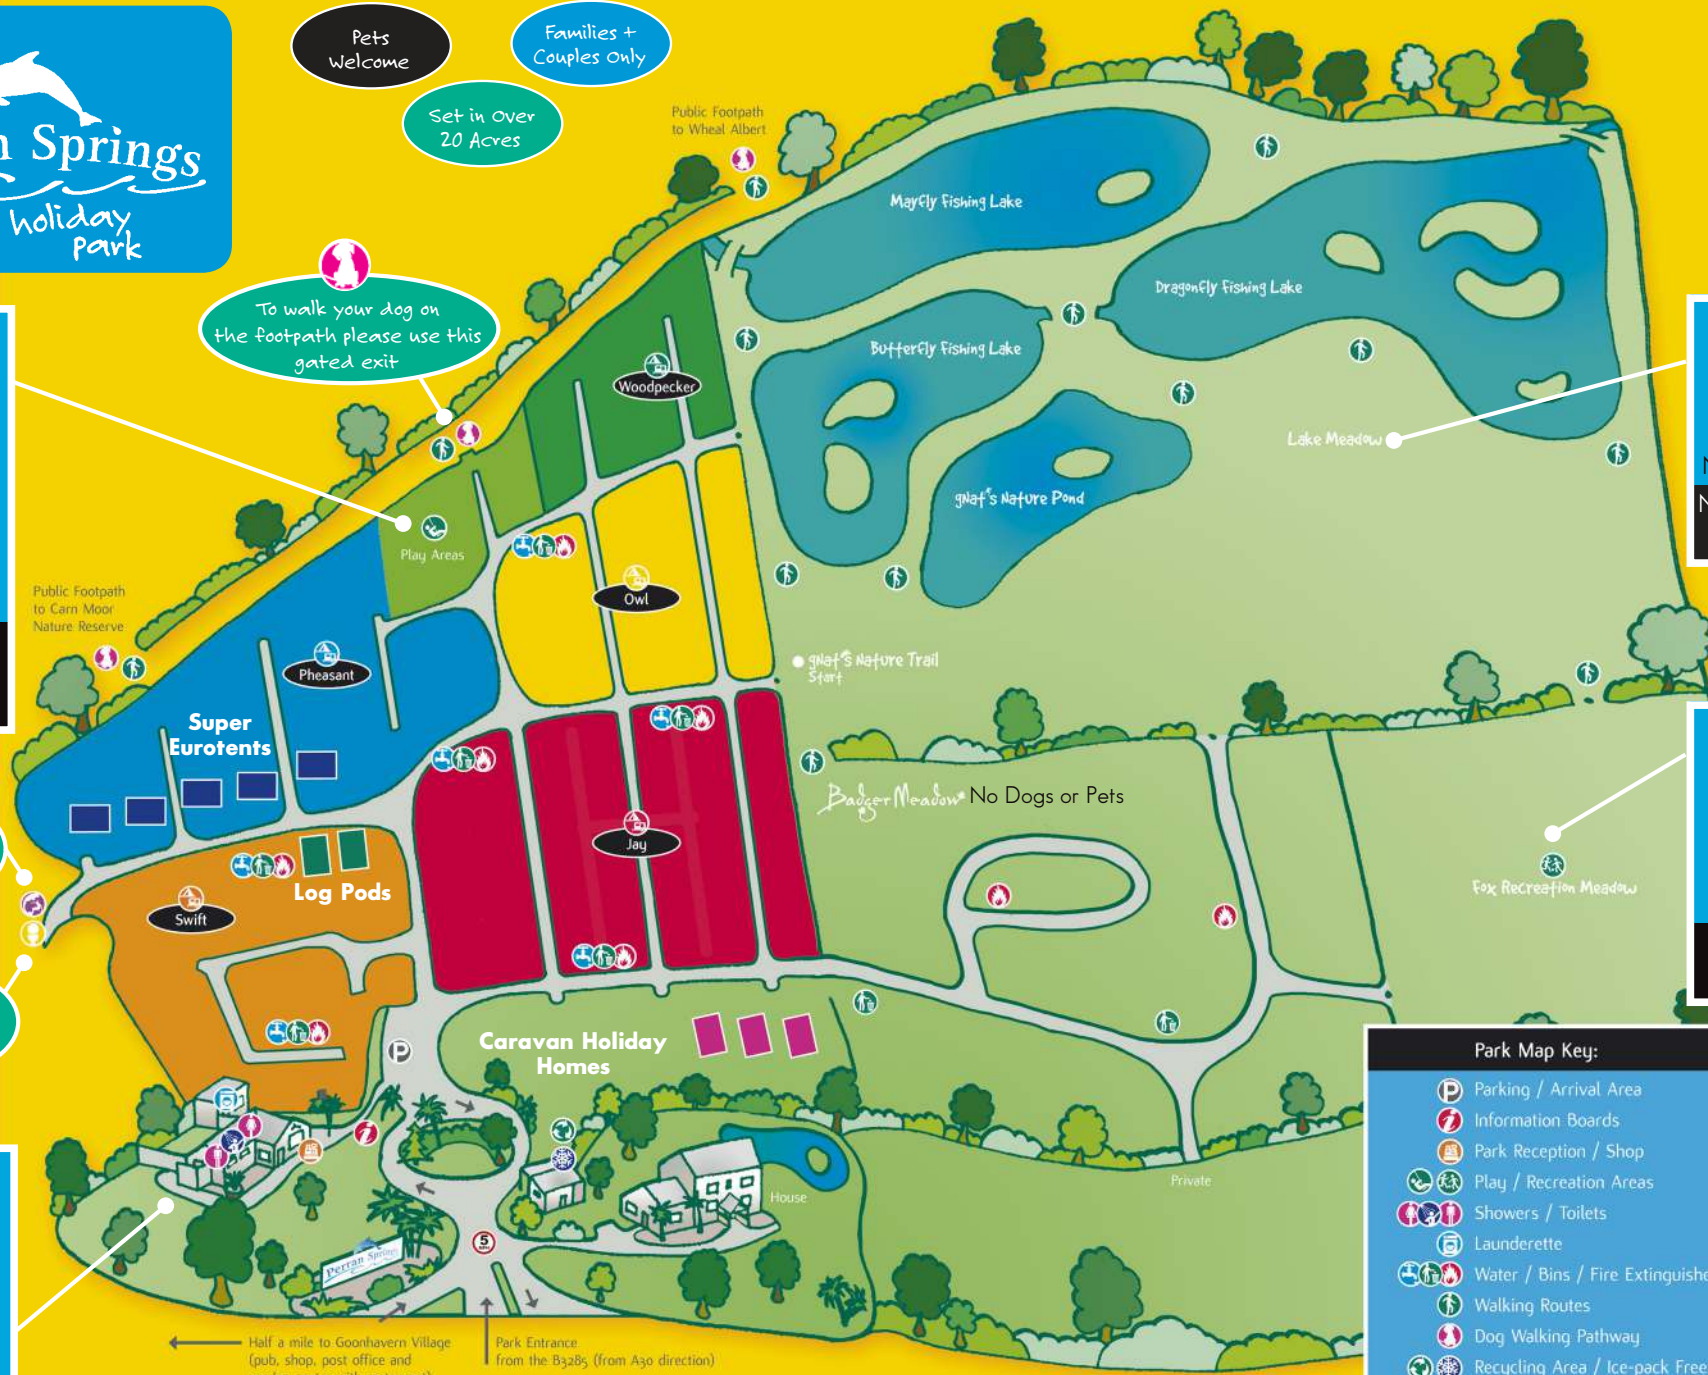 Springs
holiday
park
Pets
Welcome
Families +
Couples Only
Set in Over
20 Acres
Public Footpath
to Wheal Albert
To walk your dog on
the footpath please use this
gated exit
Mayfly Fishing Lake
Dragonfly Fishing Lake
Butterfly Fishing Lake
gNat's Nature Pond
Lake Meadow
Woodpecker
Play Areas
Owl
Public Footpath
to Carn Moor
Nature Reserve
Pheasant
gNat's Nature Trail
Start
Super
Eurotents
Badger Meadow* No Dogs or Pets
Jay
Log Pods
Swift
Fox Recreation Meadow
Caravan Holiday
Homes
P
House
Private
5
Perran Springs
Half a mile to Goonhavern Village
(pub, shop, post office and
Park Entrance
from the B3285 (from A30 direction)
Park Map Key:
P Parking / Arrival Area
i Information Boards
Park Reception / Shop
Play / Recreation Areas
Showers / Toilets
Launderette
Water / Bins / Fire Extinguishe
Walking Routes
Dog Walking Pathway
Recycling Area / Ice-pack Free